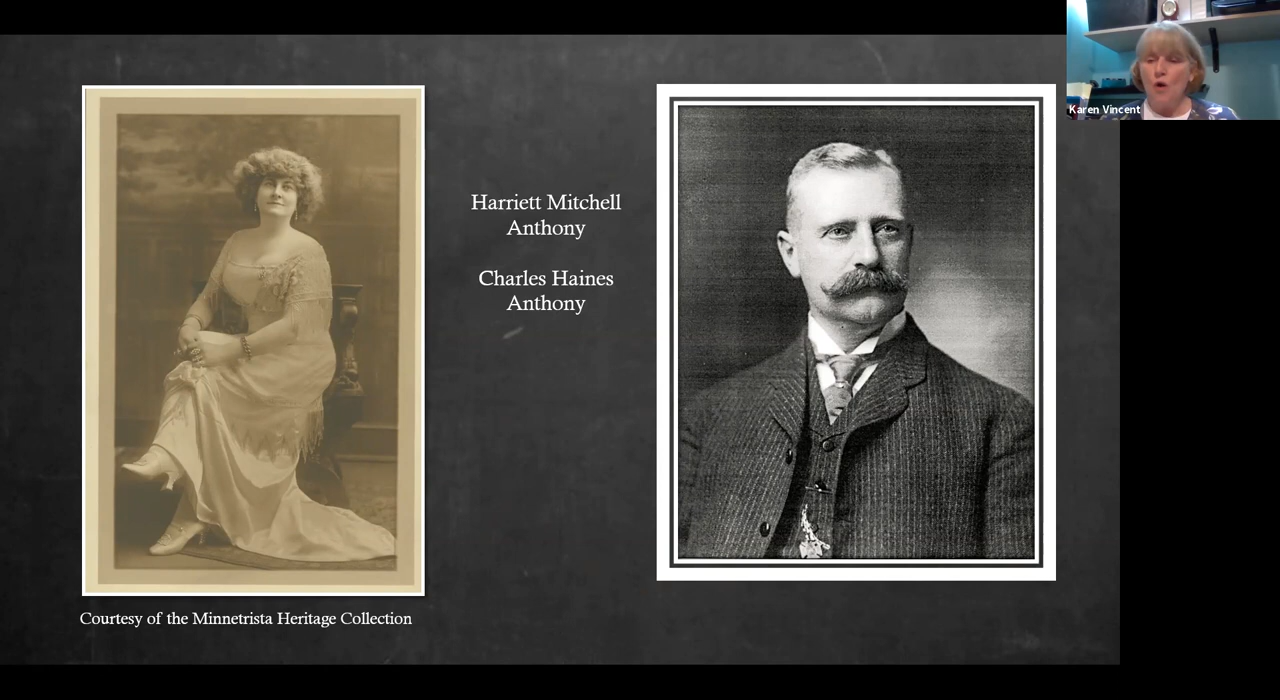 Karen Vincent
Harriett Mitchell
Anthony
Charles Haines
Anthony
Courtesy of the Minnetrista Heritage Collection